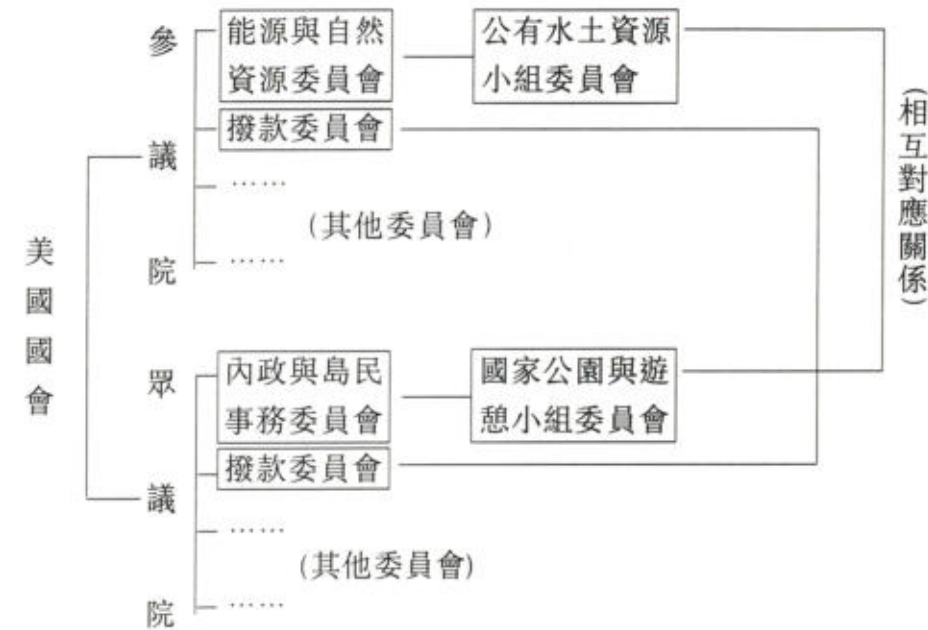 美國國會
參議院
能源與自然
資源委員會
公有水土資源
小組委員會
撥款委員會
……
(其他委員會)
……
眾議院
內政與島民
事務委員會
國家公園與遊
憩小組委員會
撥款委員會
……
(其他委員會)
……
(相互對應關係)